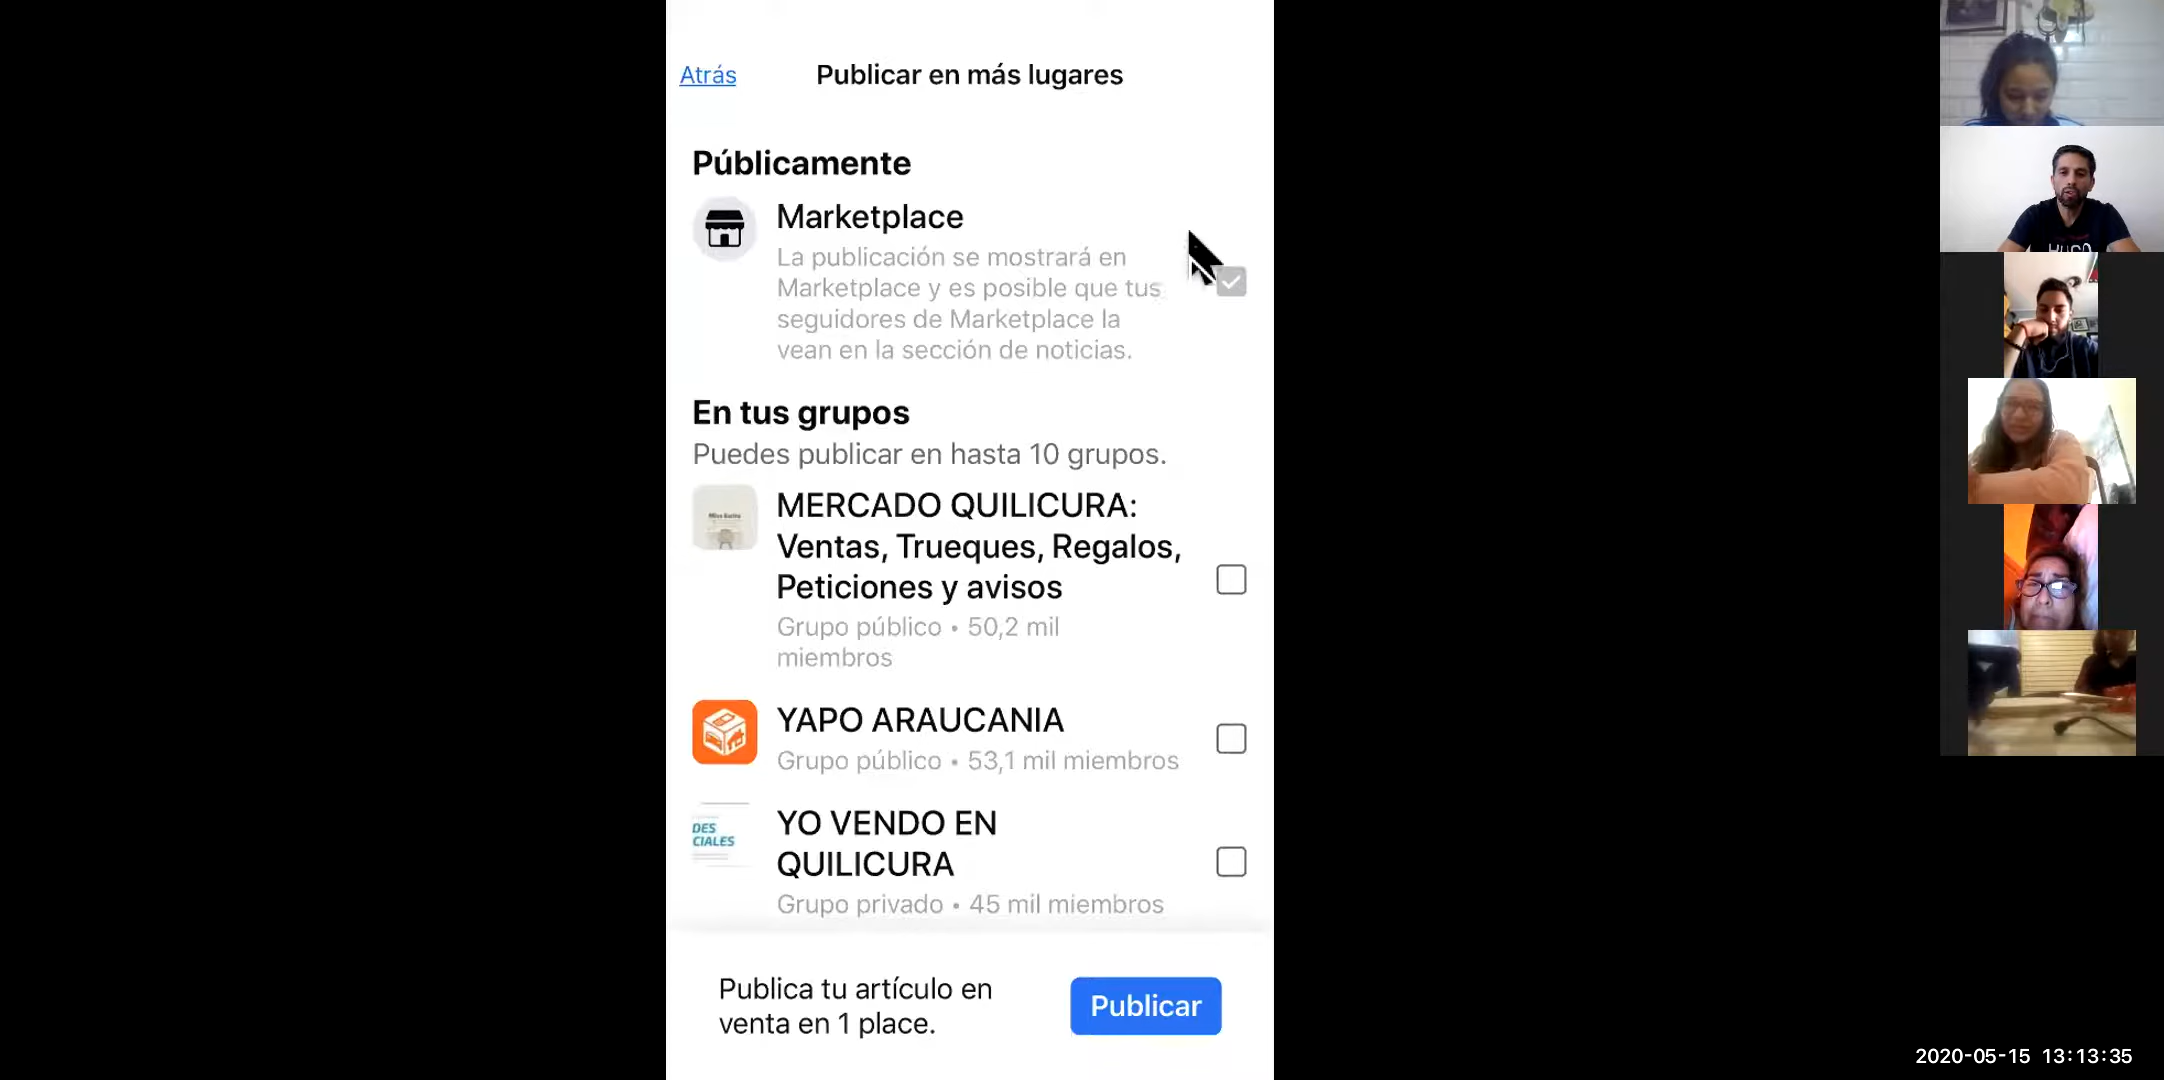 Atrás
Publicar en más lugares
Públicamente
Marketplace
La publicación se mostrará en
Marketplace y es posible que tus
seguidores de Marketplace la
vean en la sección de noticias.
En tus grupos
Puedes publicar en hasta 10 grupos.
MERCADO QUILICURA:
Ventas, Trueques, Regalos,
Peticiones y avisos
Grupo público • 50,2 mil
miembros
YAPO ARAUCANIA
Grupo público • 53,1 mil miembros
DES
CIALES
YO VENDO EN
QUILICURA
Grupo privado • 45 mil miembros
Publica tu artículo en
venta en 1 place.
Publicar
2020-05-15 13:13:35